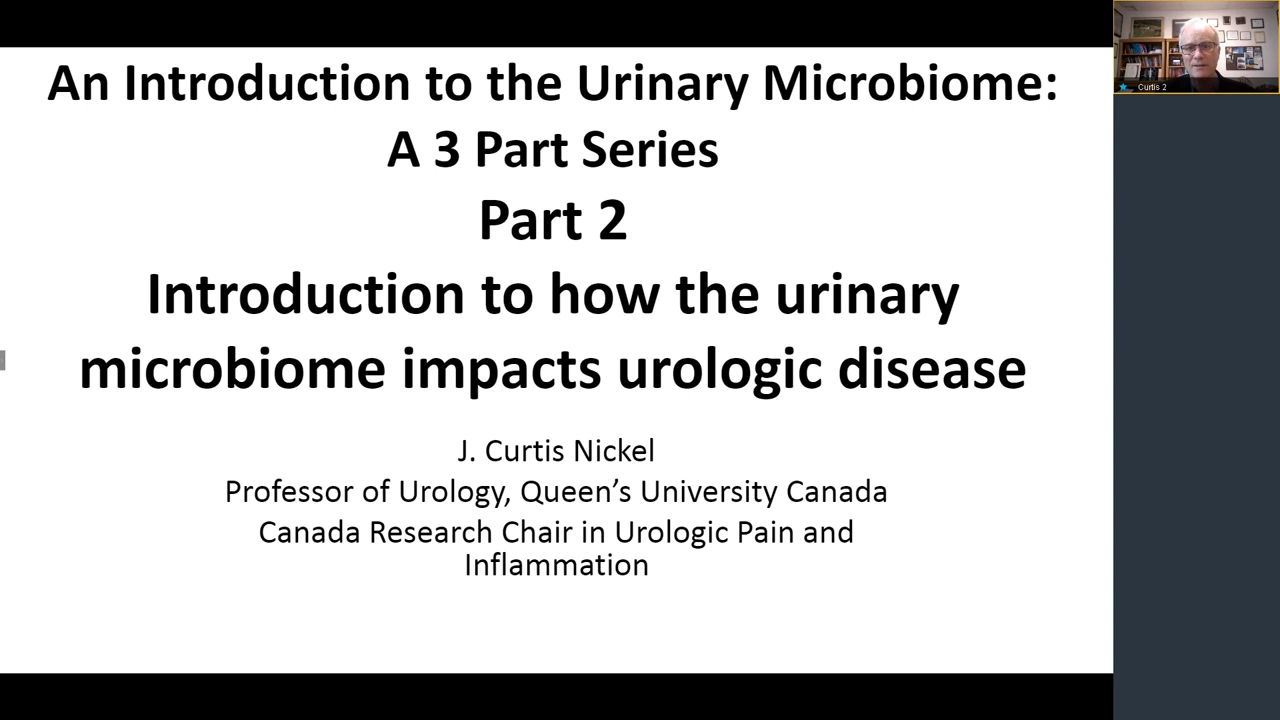 An Introduction to the Urinary Microbiome:
A 3 Part Series
Part 2
Introduction to how the urinary
microbiome impacts urologic disease
J. Curtis Nickel
Professor of Urology, Queen’s University Canada
Canada Research Chair in Urologic Pain and
Inflammation
Curtis 2